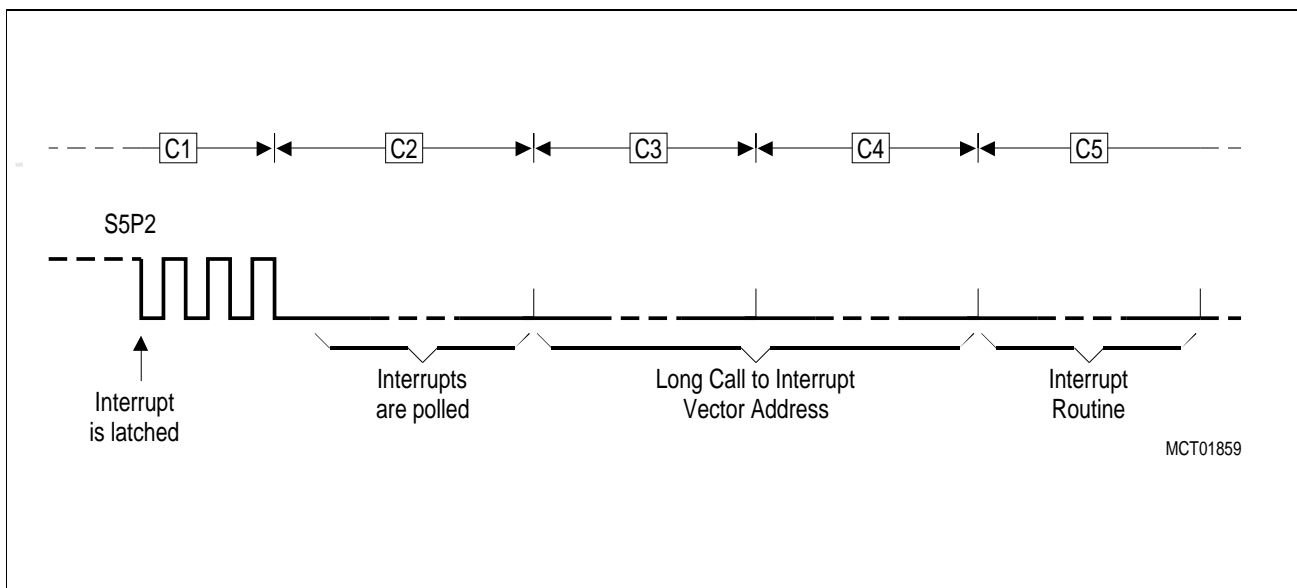 C1 C2 C3 C4 C5
S5P2
Interrupt
is latched
Interrupts
are polled
Long Call to Interrupt
Vector Address
Interrupt
Routine
MCT01859